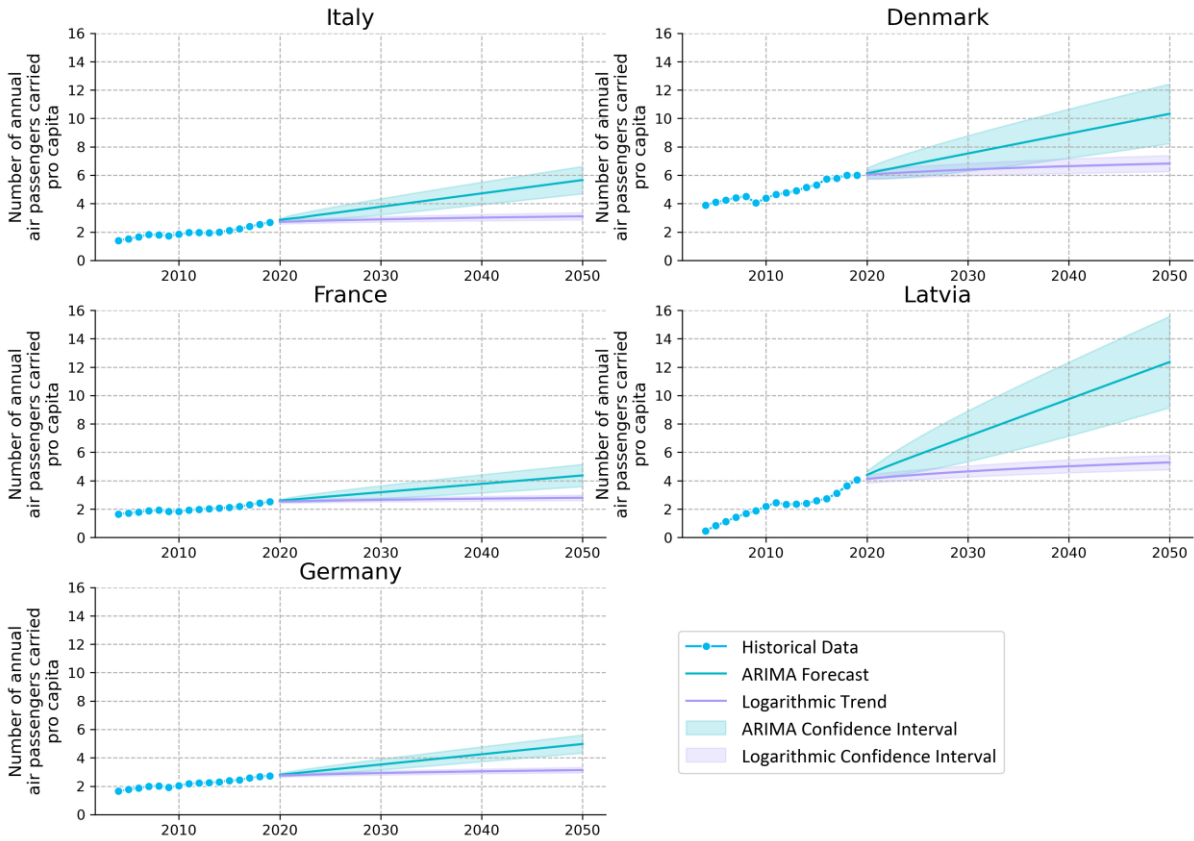 Italy
Number of annual
air passengers carried
pro capita
16
14
12
10
8
6
4
2
0
2010
2020
2030
2040
2050
Denmark
Number of annual
air passengers carried
pro capita
16
14
12
10
8
6
4
2
0
2010
2020
2030
2040
2050
France
Number of annual
air passengers carried
pro capita
16
14
12
10
8
6
4
2
0
2010
2020
2030
2040
2050
Latvia
Number of annual
air passengers carried
pro capita
16
14
12
10
8
6
4
2
0
2010
2020
2030
2040
2050
Germany
Number of annual
air passengers carried
pro capita
16
14
12
10
8
6
4
2
0
2010
2020
2030
2040
2050
Historical Data
ARIMA Forecast
Logarithmic Trend
ARIMA Confidence Interval
Logarithmic Confidence Interval